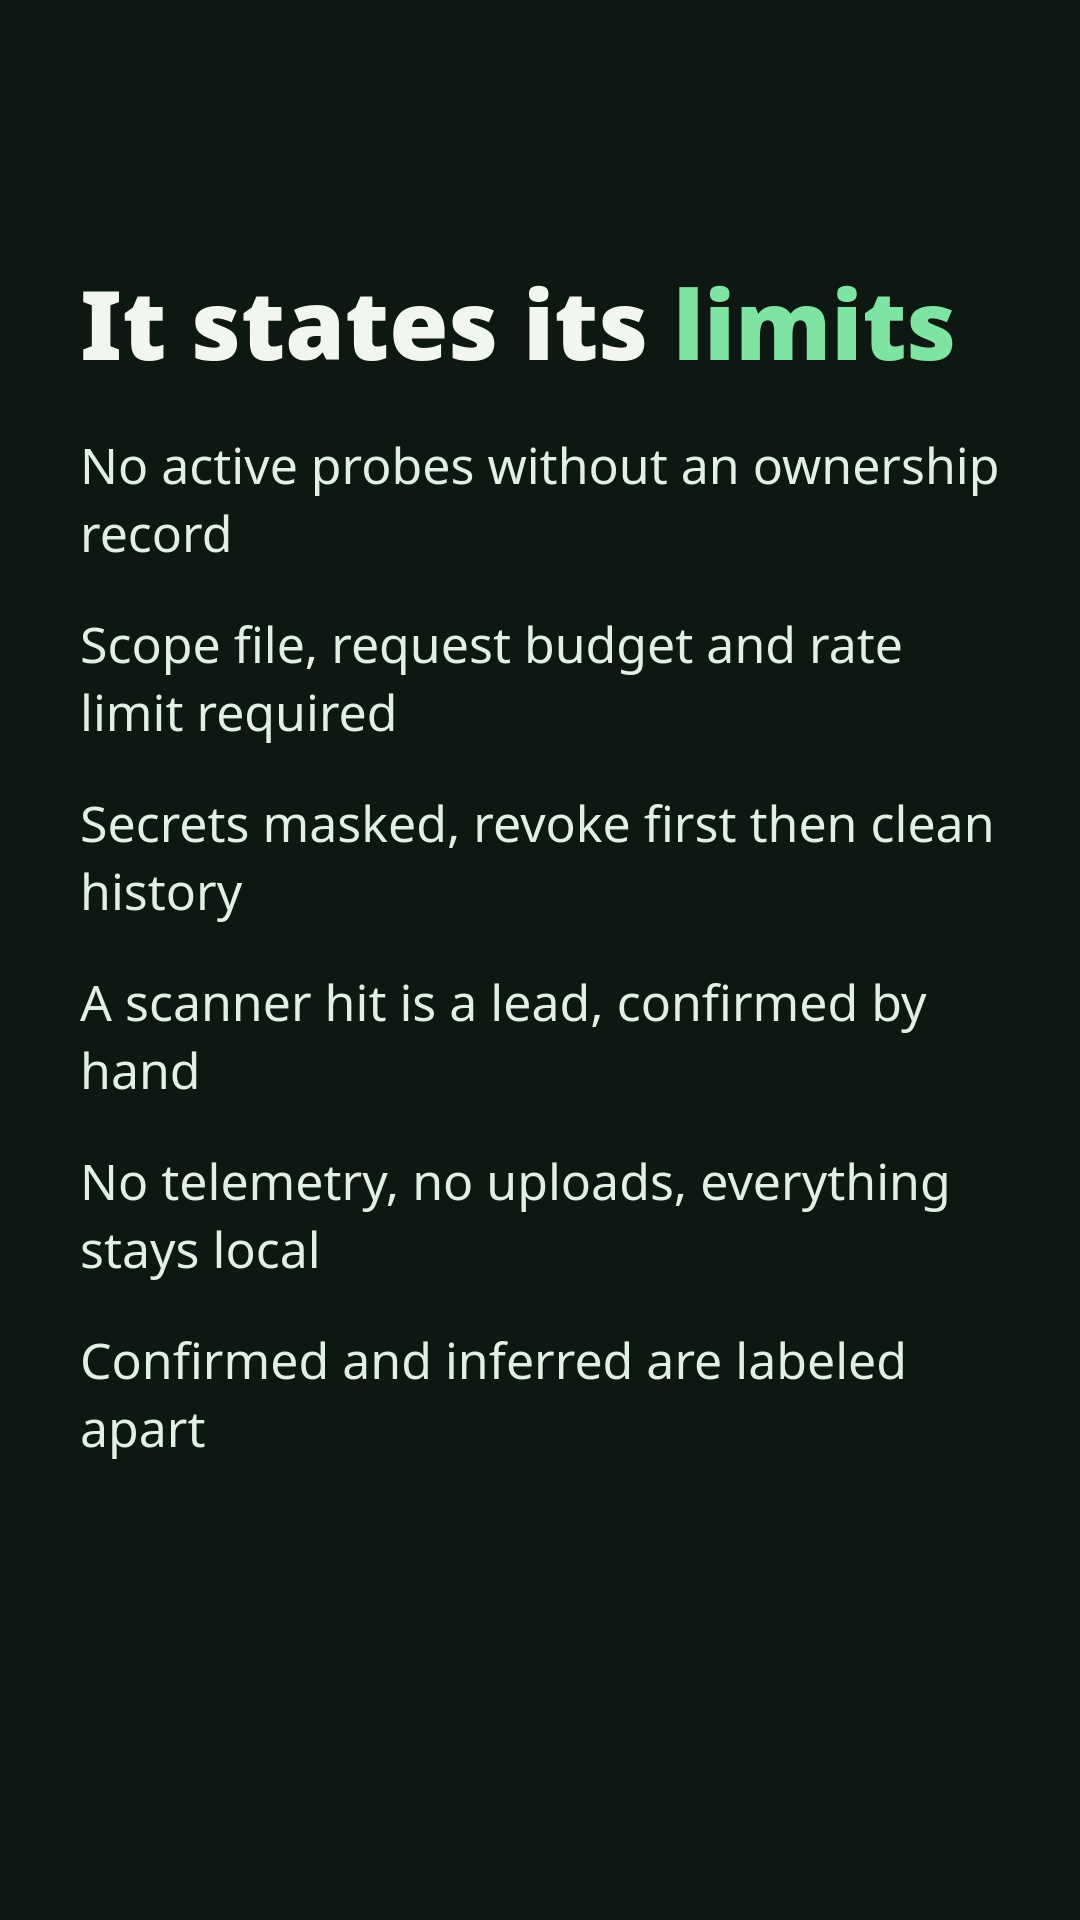 It states its limits
No active probes without an ownership
record
Scope file, request budget and rate
limit required
Secrets masked, revoke first then clean
history
A scanner hit is a lead, confirmed by
hand
No telemetry, no uploads, everything
stays local
Confirmed and inferred are labeled
apart